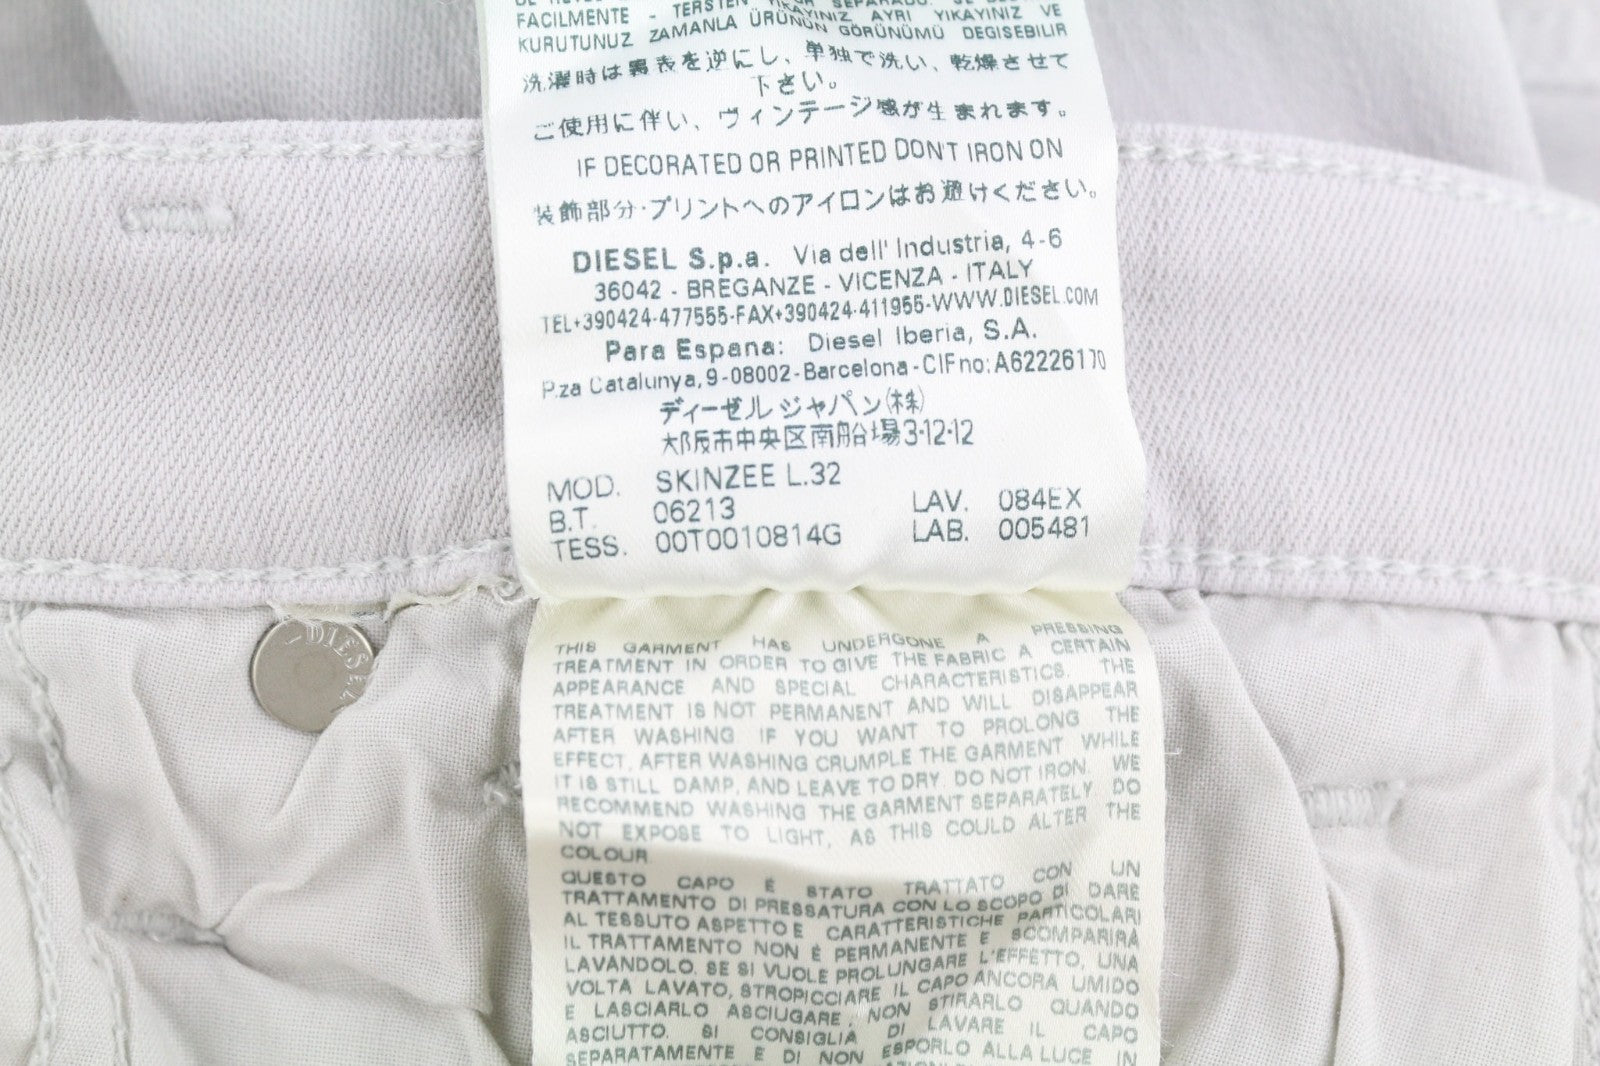 FACILMENTE - TERSTEN YIKAYINIZ AYRI YIKAYINIZ VE
KURUTUNUZ ZAMANLA ÜRÜNÜN GÖRÜNÜMÜ DEGISEBILIR
洗濯時は裏表を逆にし、単独で洗い、乾燥させて
下さい。
ご使用に伴い、ヴィンテージ感が生まれます。
IF DECORATED OR PRINTED DON'T IRON ON
装飾部分・プリントへのアイロンはお避けください。
DIESEL S.p.a. Via dell' Industria, 4-6
36042 - BREGANZE - VICENZA - ITALY
TEL+390424-477555-FAX+390424-411955-WWW.DIESEL.COM
Para Espana: Diesel Iberia, S.A.
P.za Catalunya, 9-08002-Barcelona-CIF no: A62226170
ディーゼル ジャパン(株)
大阪市中央区南船場3-12-12
MOD. SKINZEE L.32
B.T. 06213 LAV. 084EX
TESS. 00T0010814G LAB. 005481
DIESEL
THIS GARMENT HAS UNDERGONE A PRESSING
TREATMENT IN ORDER TO GIVE THE FABRIC A CERTAIN
APPEARANCE AND SPECIAL CHARACTERISTICS. THE
TREATMENT IS NOT PERMANENT AND WILL DISAPPEAR
AFTER WASHING IF YOU WANT TO PROLONG THE
EFFECT, AFTER WASHING CRUMPLE THE GARMENT WHILE
IT IS STILL DAMP, AND LEAVE TO DRY. DO NOT IRON. WE
RECOMMEND WASHING THE GARMENT SEPARATELY DO
NOT EXPOSE TO LIGHT, AS THIS COULD ALTER THE
COLOUR
QUESTO CAPO È STATO TRATTATO CON UN
TRATTAMENTO DI PRESSATURA CON LO SCOPO DI DARE
AL TESSUTO ASPETTO E CARATTERISTICHE PARTICOLARI
IL TRATTAMENTO NON È PERMANENTE E SCOMPARIRÀ
LAVANDOLO. SE SI VUOLE PROLUNGARE L'EFFETTO, UNA
VOLTA LAVATO, STROPICCIARE IL CAPO ANCORA UMIDO
E LASCIARLO ASCIUGARE, NON STIRARLO QUANDO
ASCIUTTO. SI CONSIGLIA DI LAVARE IL CAPO
SEPARATAMENTE E DI NON ESPORLO ALLA LUCE IN